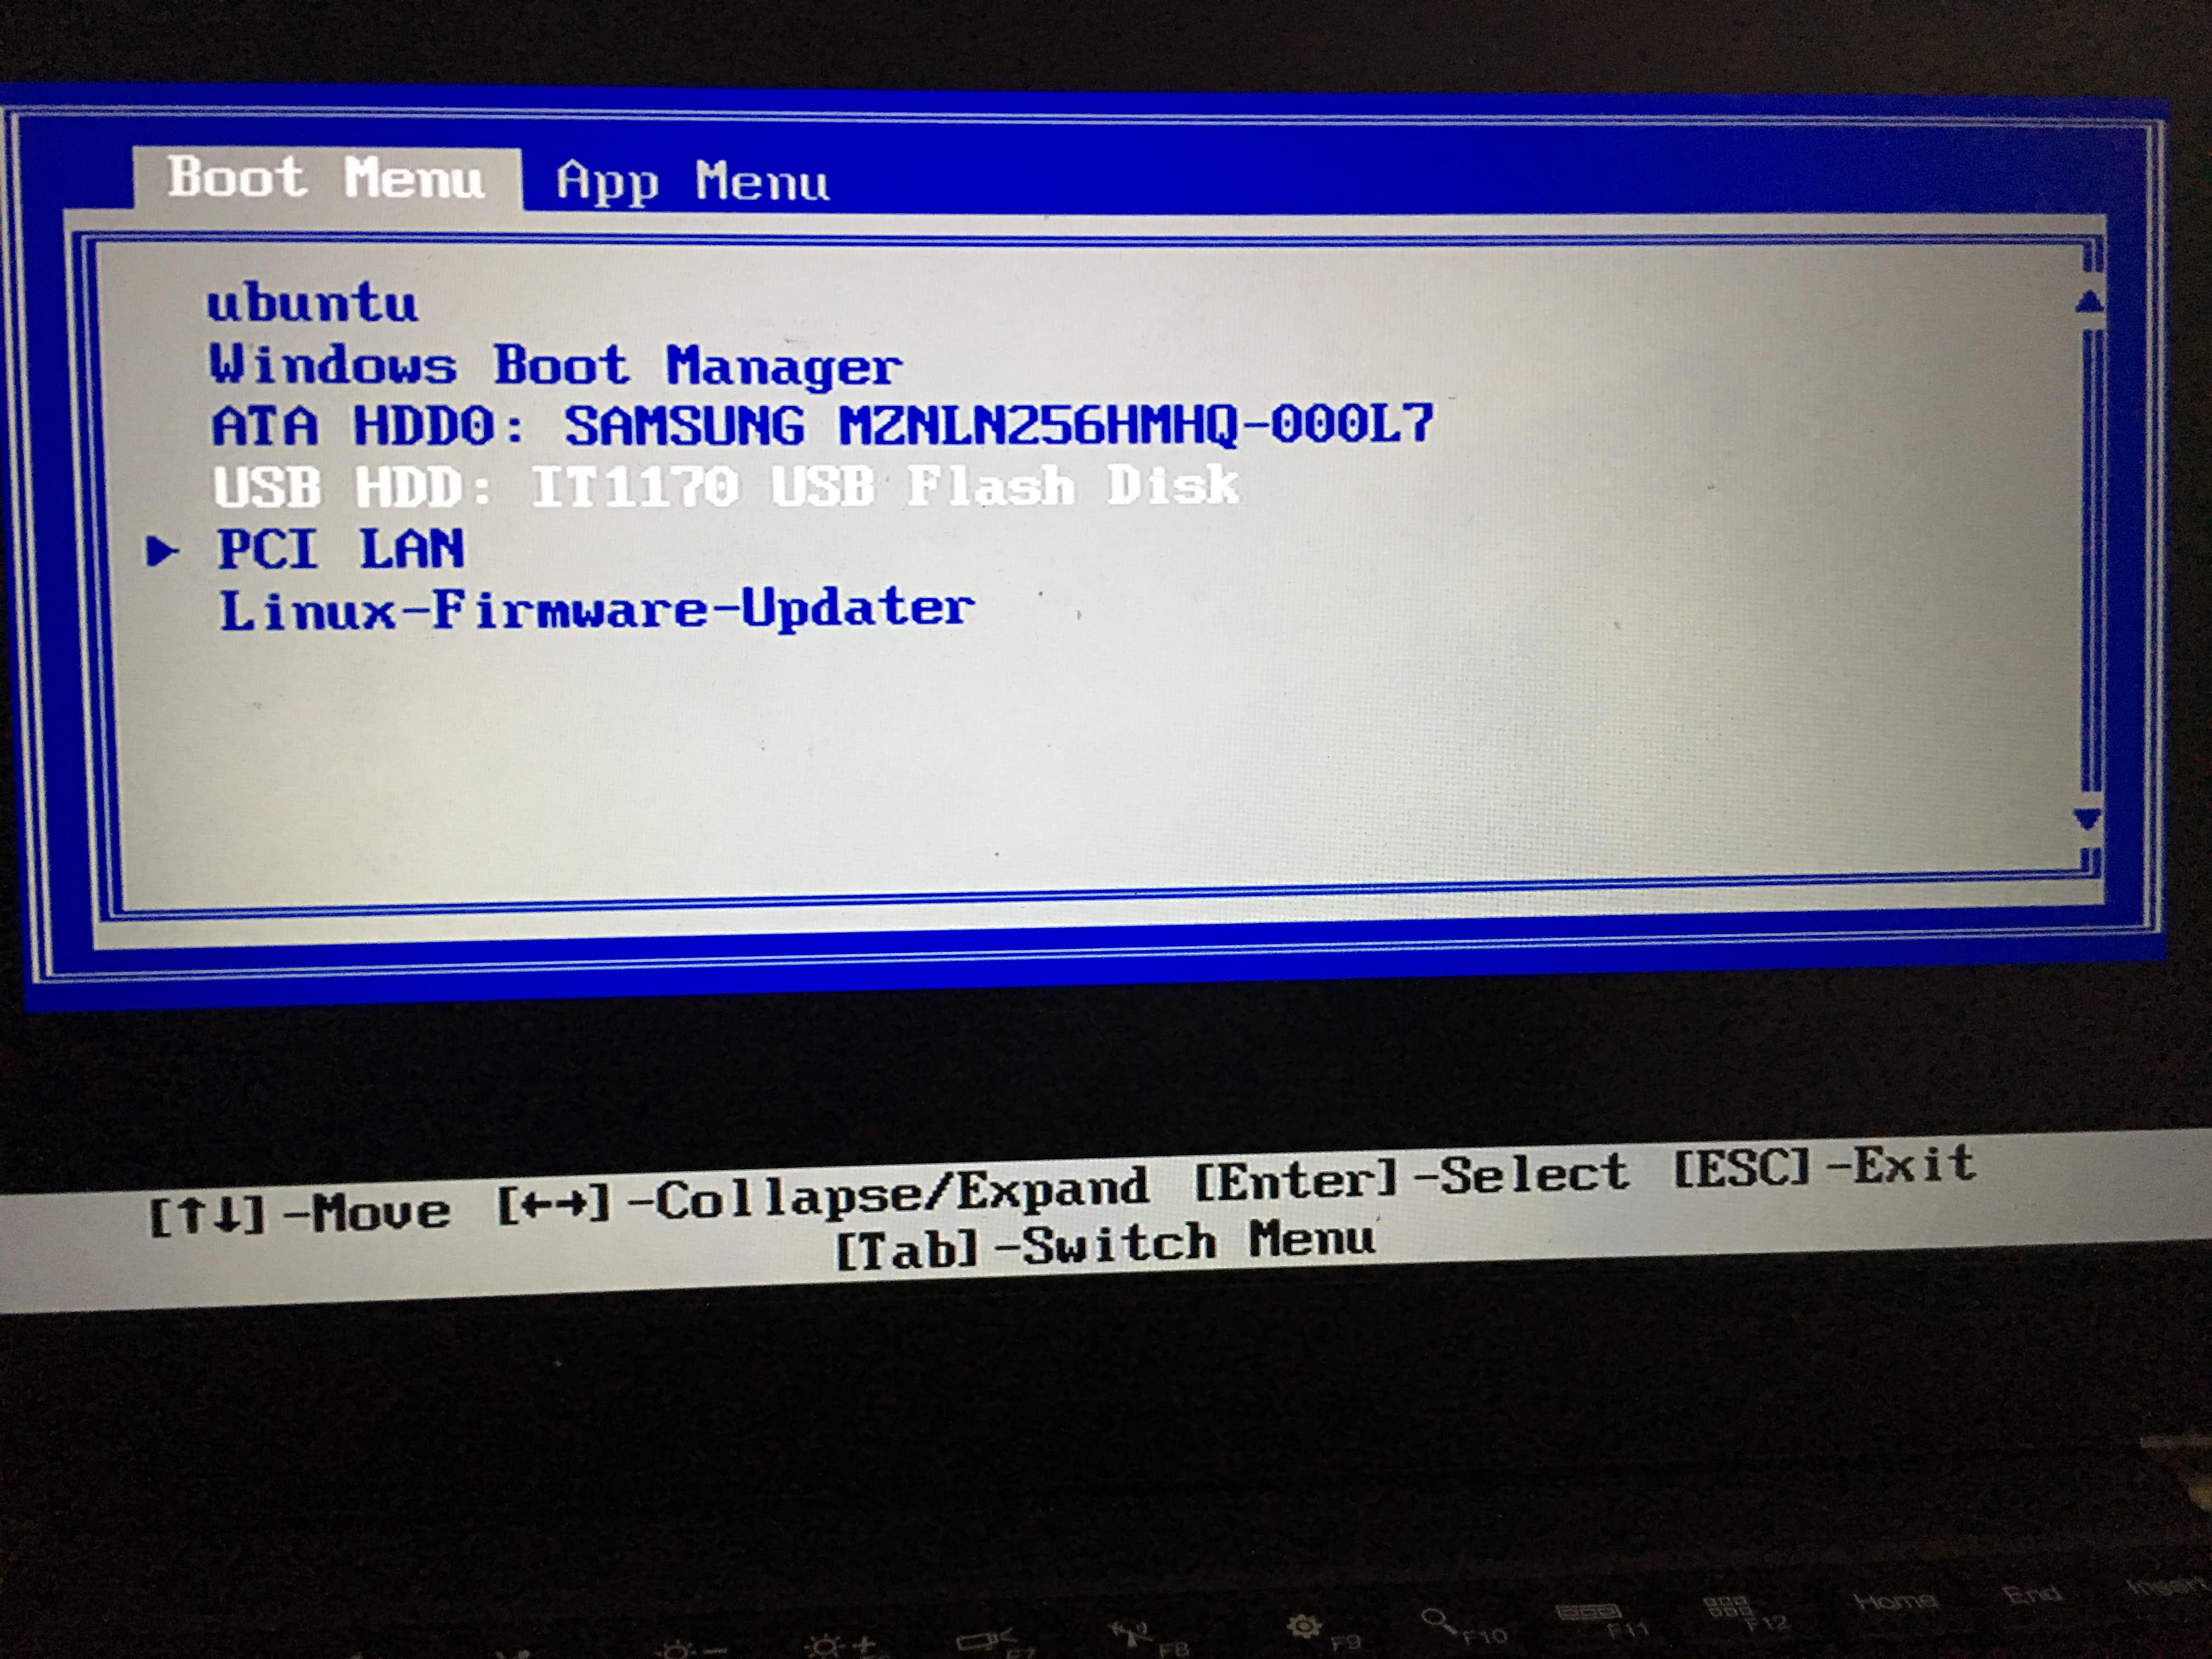 Boot Menu App Menu
ubuntu
Windows Boot Manager
ATA HDD0: SAMSUNG MZNLN256HMHQ-000L7
USB HDD: IT1170 USB Flash Disk
PCI LAN
Linux-Firmware-Updater
[↑↓]-Move [←→]-Collapse/Expand [Enter]-Select [ESC]-Exit
[Tab]-Switch Menu
F7 F8 F9 F10 F11 F12 Home End Insert